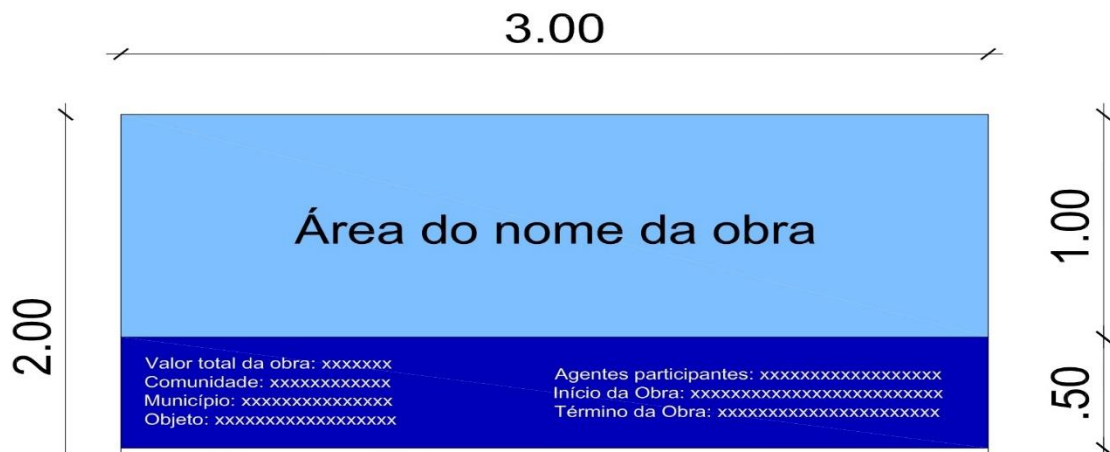 3.00
Área do nome da obra
1.00
2.00
Valor total da obra: xxxxxxx
Comunidade: xxxxxxxxxxxx
Município: xxxxxxxxxxxxxxx
Objeto: xxxxxxxxxxxxxxxxxx
Agentes participantes: xxxxxxxxxxxxxxxxxx
Início da Obra: xxxxxxxxxxxxxxxxxxxxxxxxx
Término da Obra: xxxxxxxxxxxxxxxxxxxxxx
.50